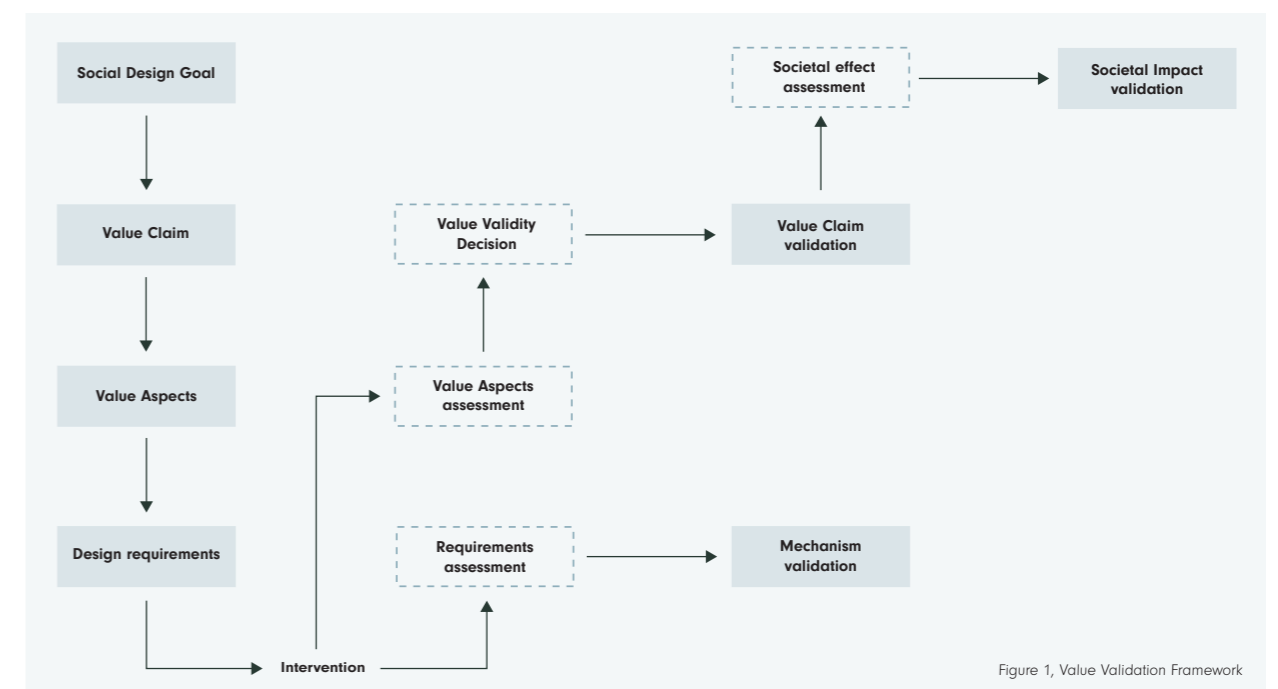 Social Design Goal
Societal effect
assessment
Societal Impact
validation
Value Claim
Value Validity
Decision
Value Claim
validation
Value Aspects
Value Aspects
assessment
Design requirements
Requirements
assessment
Mechanism
validation
Intervention
Figure 1, Value Validation Framework